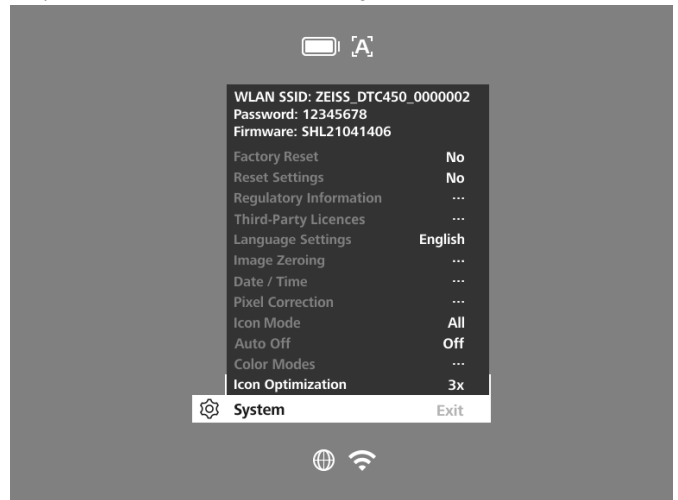 [A]
WLAN SSID: ZEISS_DTC450_0000002
Password: 12345678
Firmware: SHL21041406
Factory Reset No
Reset Settings No
Regulatory Information ...
Third-Party Licences ...
Language Settings English
Image Zeroing ...
Date / Time ...
Pixel Correction ...
Icon Mode All
Auto Off Off
Color Modes ...
Icon Optimization 3x
System Exit